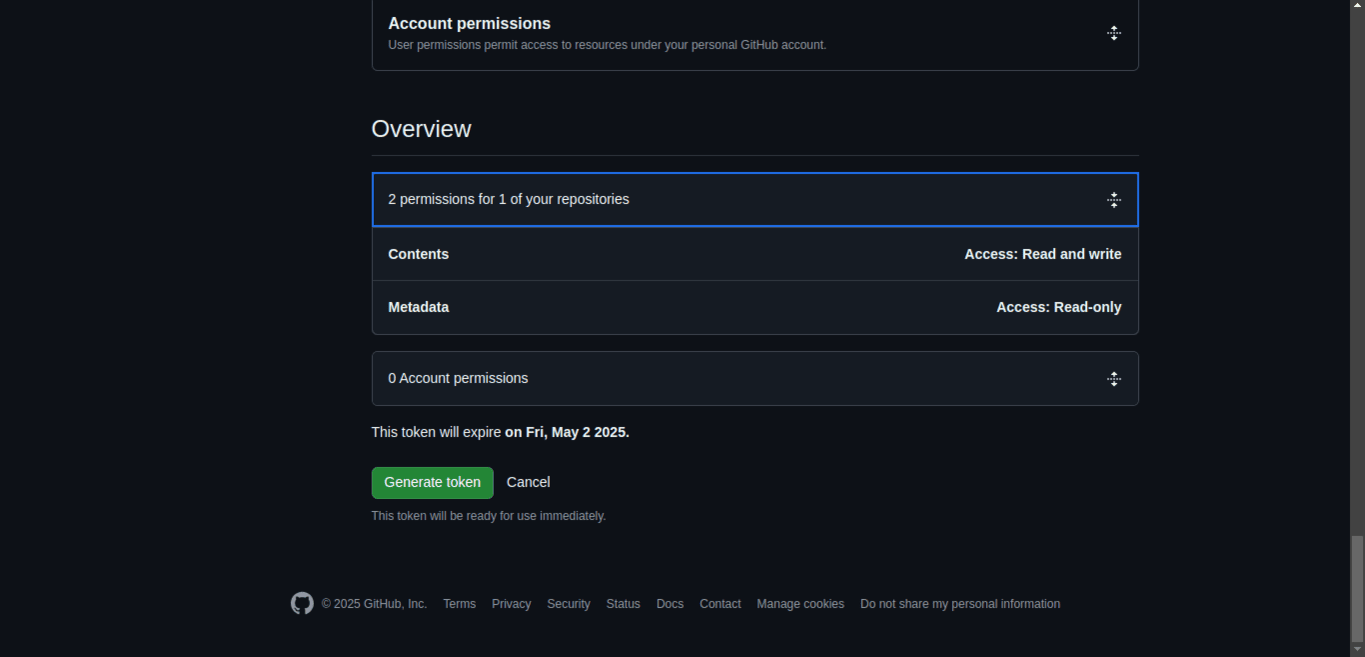 Account permissions
User permissions permit access to resources under your personal GitHub account.
Overview
2 permissions for 1 of your repositories
Contents Access: Read and write
Metadata Access: Read-only
0 Account permissions
This token will expire on Fri, May 2 2025.
Generate token Cancel
This token will be ready for use immediately.
© 2025 GitHub, Inc. Terms Privacy Security Status Docs Contact Manage cookies Do not share my personal information